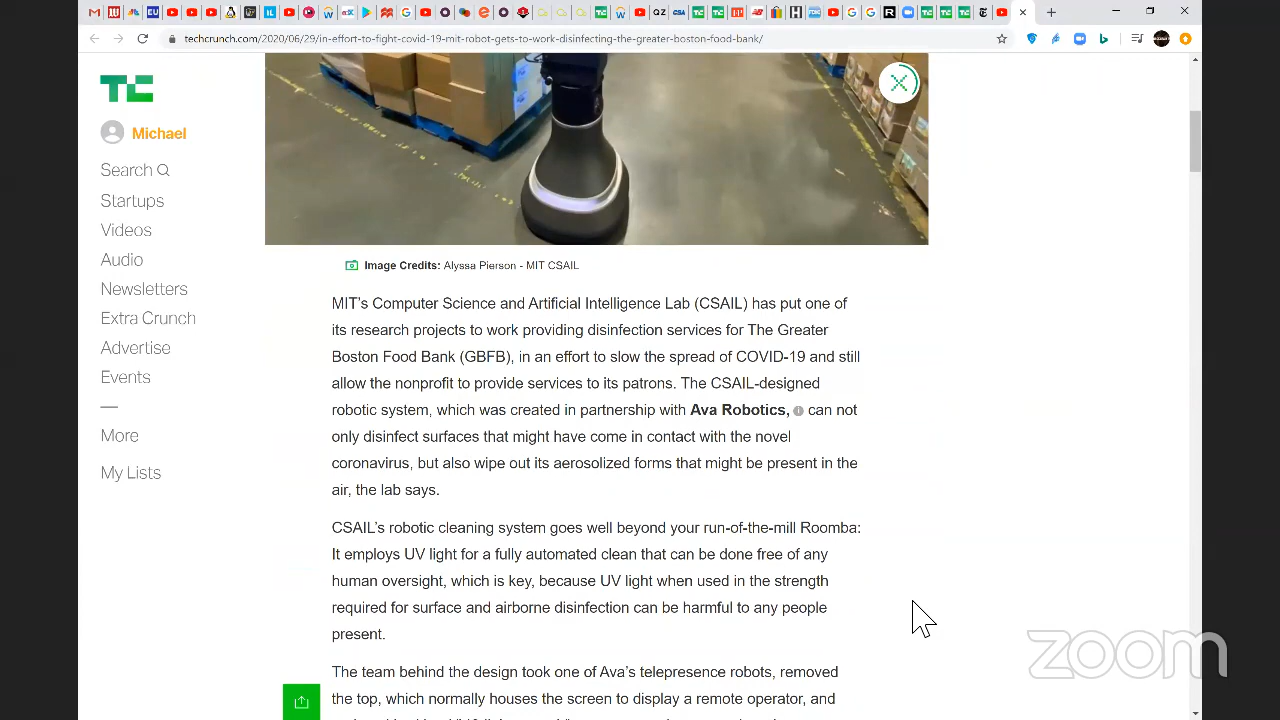 techcrunch.com/2020/06/29/in-effort-to-fight-covid-19-mit-robot-gets-to-work-disinfecting-the-greater-boston-food-bank/
TC
Michael
Search
Startups
Videos
Audio
Newsletters
Extra Crunch
Advertise
Events
More
My Lists
Image Credits: Alyssa Pierson - MIT CSAIL
MIT's Computer Science and Artificial Intelligence Lab (CSAIL) has put one of
its research projects to work providing disinfection services for The Greater
Boston Food Bank (GBFB), in an effort to slow the spread of COVID-19 and still
allow the nonprofit to provide services to its patrons. The CSAIL-designed
robotic system, which was created in partnership with Ava Robotics, can not
only disinfect surfaces that might have come in contact with the novel
coronavirus, but also wipe out its aerosolized forms that might be present in the
air, the lab says.
CSAIL's robotic cleaning system goes well beyond your run-of-the-mill Roomba:
It employs UV light for a fully automated clean that can be done free of any
human oversight, which is key, because UV light when used in the strength
required for surface and airborne disinfection can be harmful to any people
present.
The team behind the design took one of Ava's telepresence robots, removed
the top, which normally houses the screen to display a remote operator, and
zoom